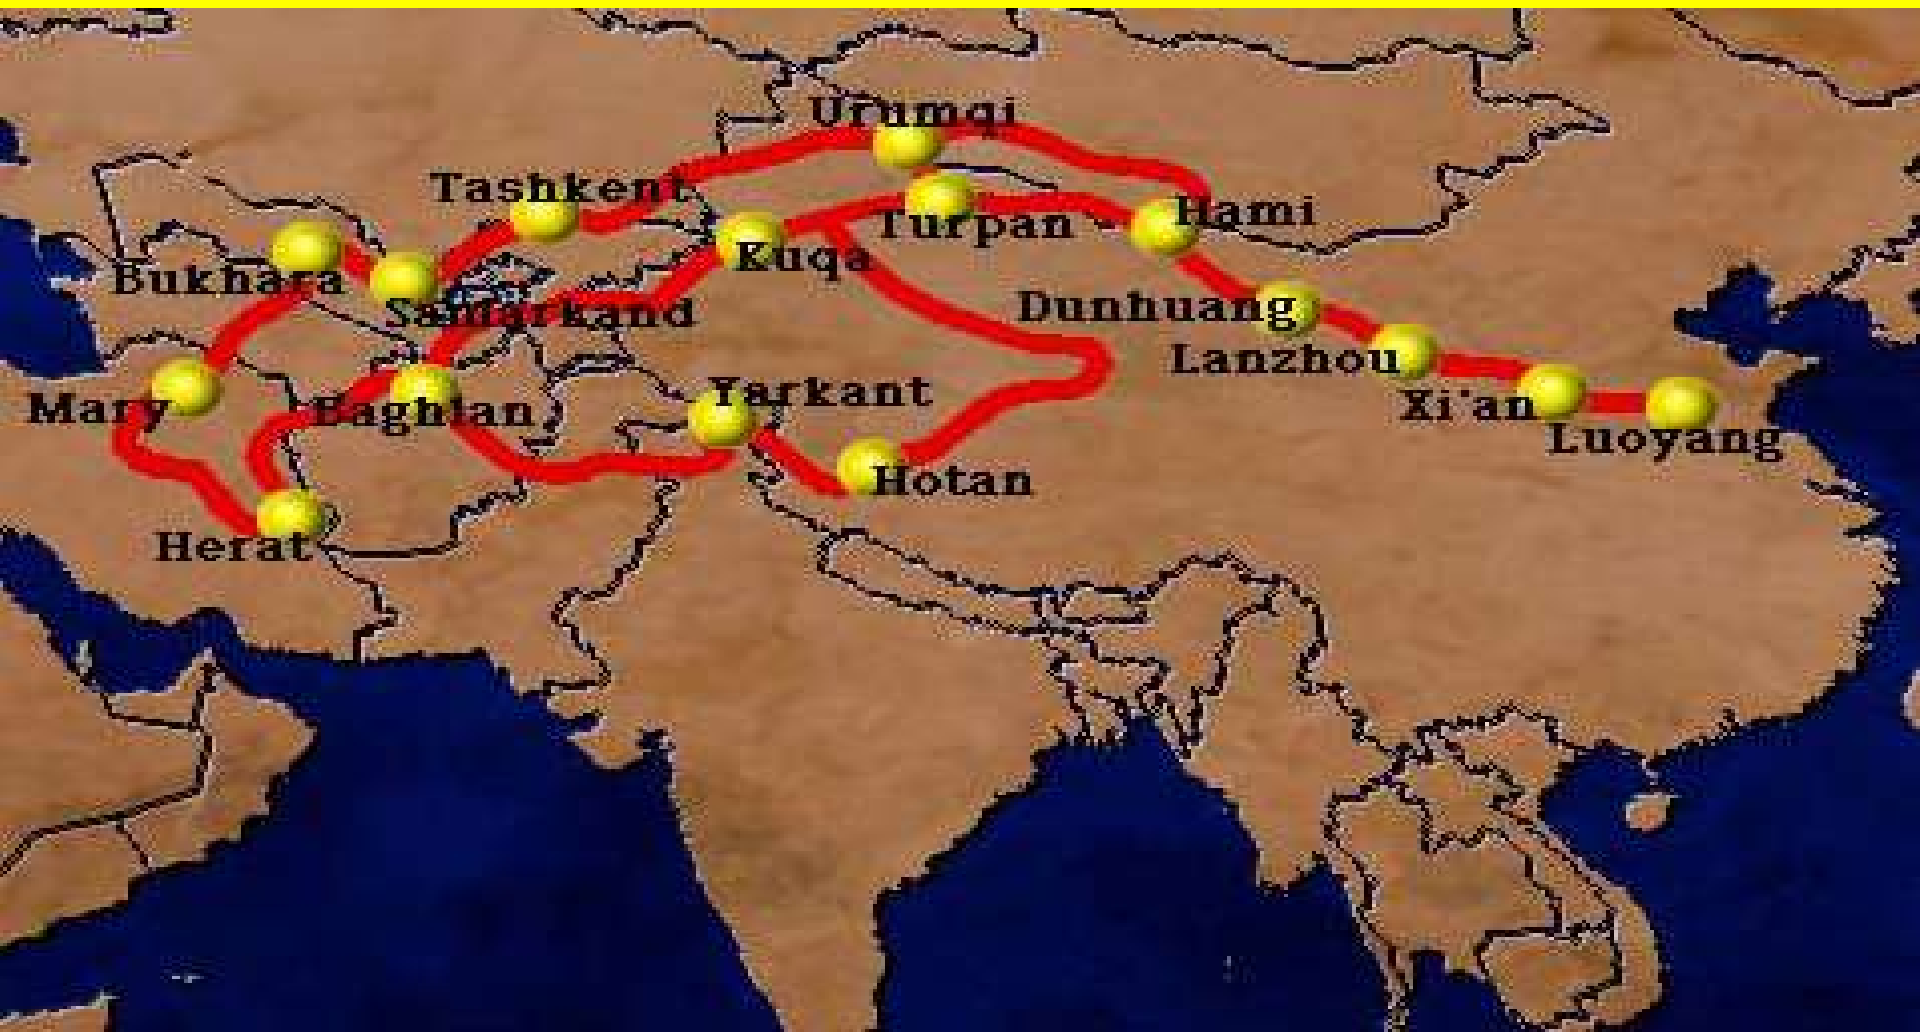 Urumqi
Tashkent
Hami
Turpan
Kuqa
Bukhara
Samarkand
Dunhuang
Lanzhou
Yarkant
Mary
Baghlan
Xi'an
Luoyang
Hotan
Herat